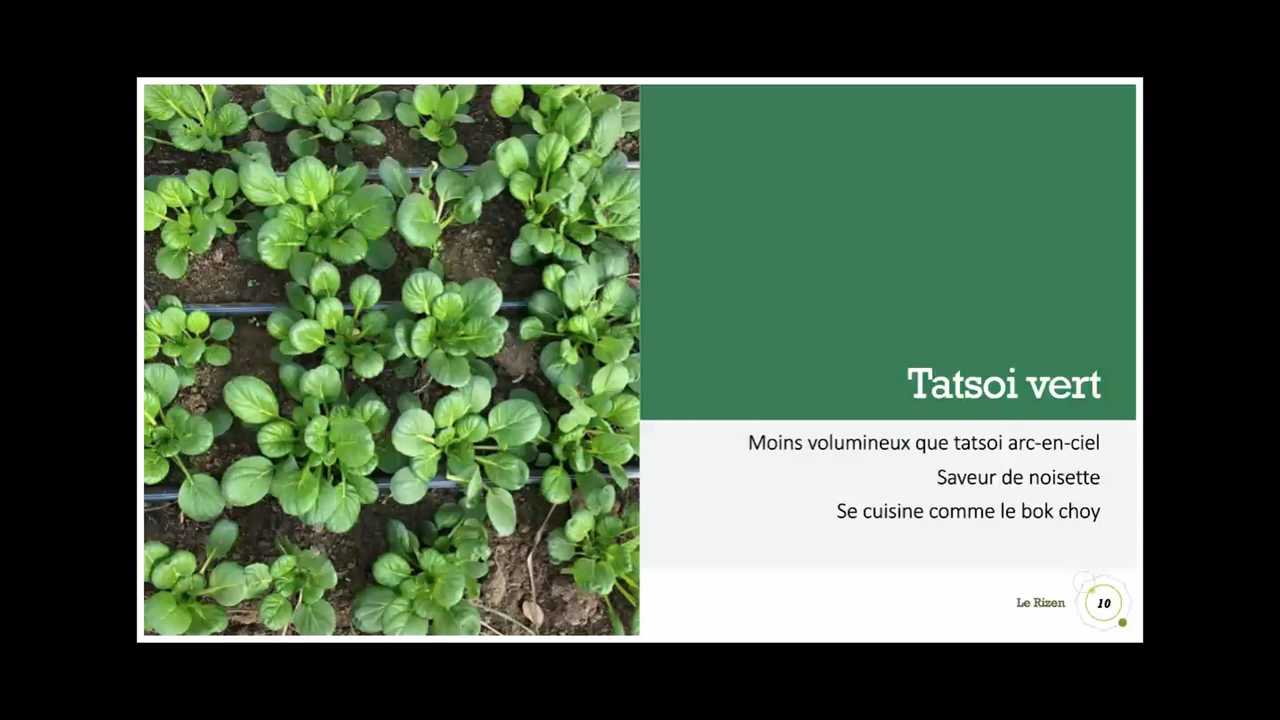 Tatsoi vert
Moins volumineux que tatsoi arc-en-ciel
Saveur de noisette
Se cuisine comme le bok choy
Le Rizen
10